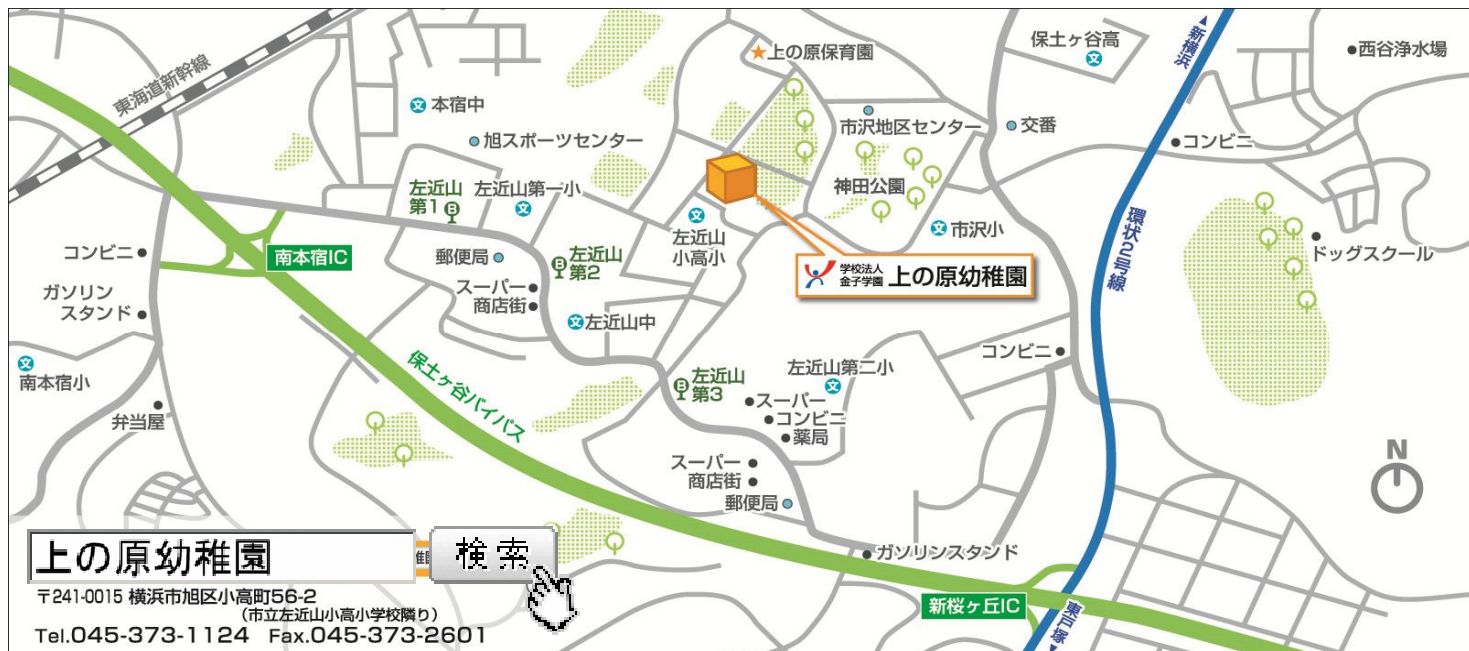 東海道新幹線
本宿中
旭スポーツセンター
上の原保育園
市沢地区センター
保土ヶ谷高
交番
▲新横浜
西谷浄水場
コンビニ
左近山
第1
左近山第一小
左近山
小高小
神田公園
市沢小
環状2号線
ドッグスクール
コンビニ
南本宿IC
郵便局
左近山
第2
学校法人
金子学園
上の原幼稚園
ガソリン
スタンド
スーパー
商店街
左近山中
南本宿小
保土ヶ谷バイパス
左近山
第3
左近山第二小
コンビニ
弁当屋
スーパー
コンビニ
薬局
スーパー
商店街
郵便局
N
ガソリンスタンド
新桜ヶ丘IC
東戸塚▼
上の原幼稚園
検索
〒241-0015 横浜市旭区小高町56-2
(市立左近山小高小学校隣り)
Tel.045-373-1124 Fax.045-373-2601